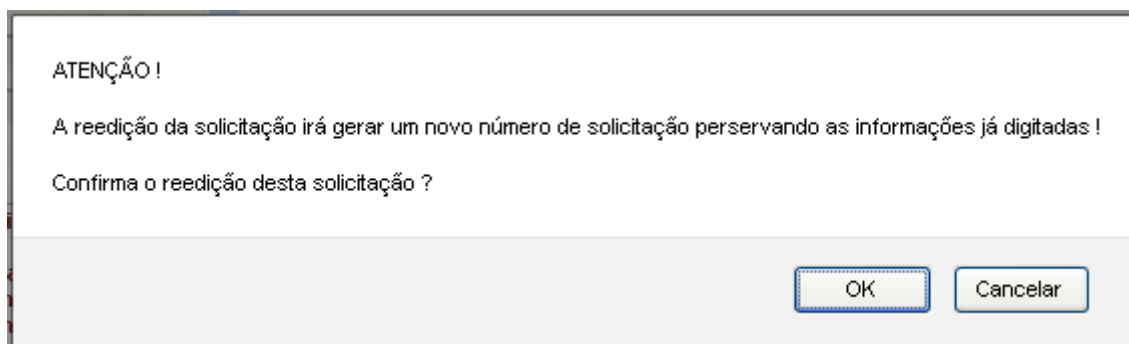 ATENÇÃO !
A reedição da solicitação irá gerar um novo número de solicitação perservando as informações já digitadas !
Confirma o reedição desta solicitação ?
OK
Cancelar